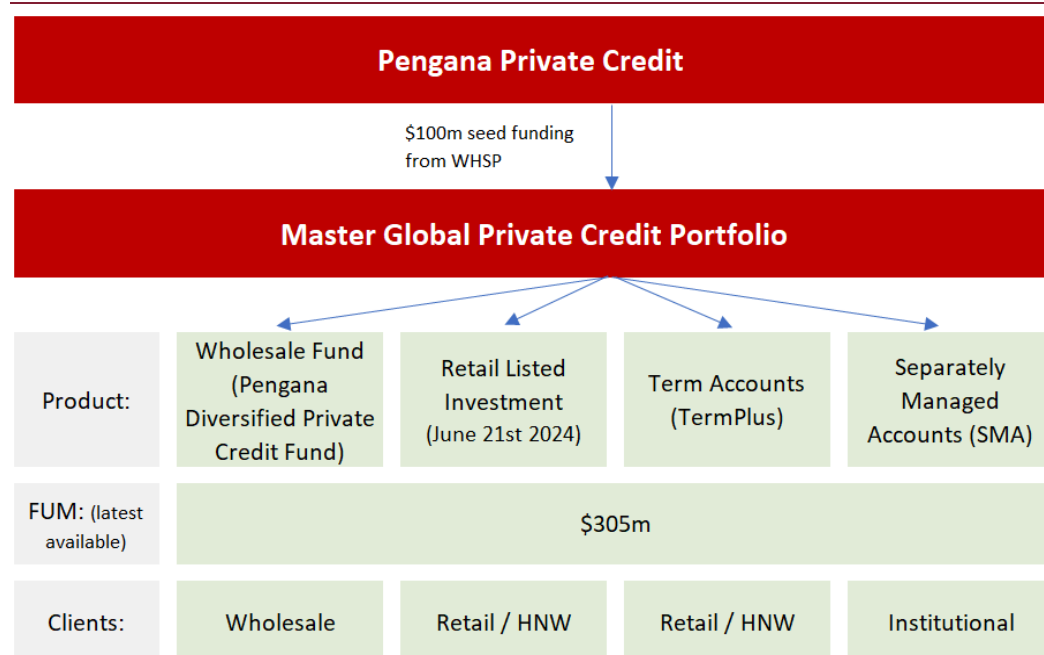 Pengana Private Credit
$100m seed funding
from WHSP
Master Global Private Credit Portfolio
Product:
Wholesale Fund
(Pengana
Diversified Private
Credit Fund)
Retail Listed
Investment
(June 21st 2024)
Term Accounts
(TermPlus)
Separately
Managed
Accounts (SMA)
FUM: (latest
available)
$305m
Clients:
Wholesale
Retail / HNW
Retail / HNW
Institutional